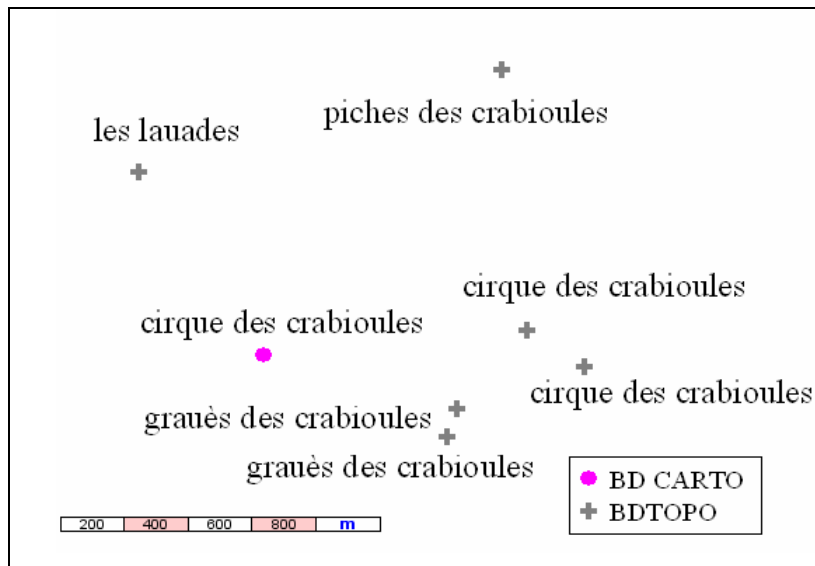 piches des crabioules
les lauades
cirque des crabioules
cirque des crabioules
cirque des crabioules
grauès des crabioules
grauès des crabioules
BD CARTO
BDTOPO
200 400 600 800 m